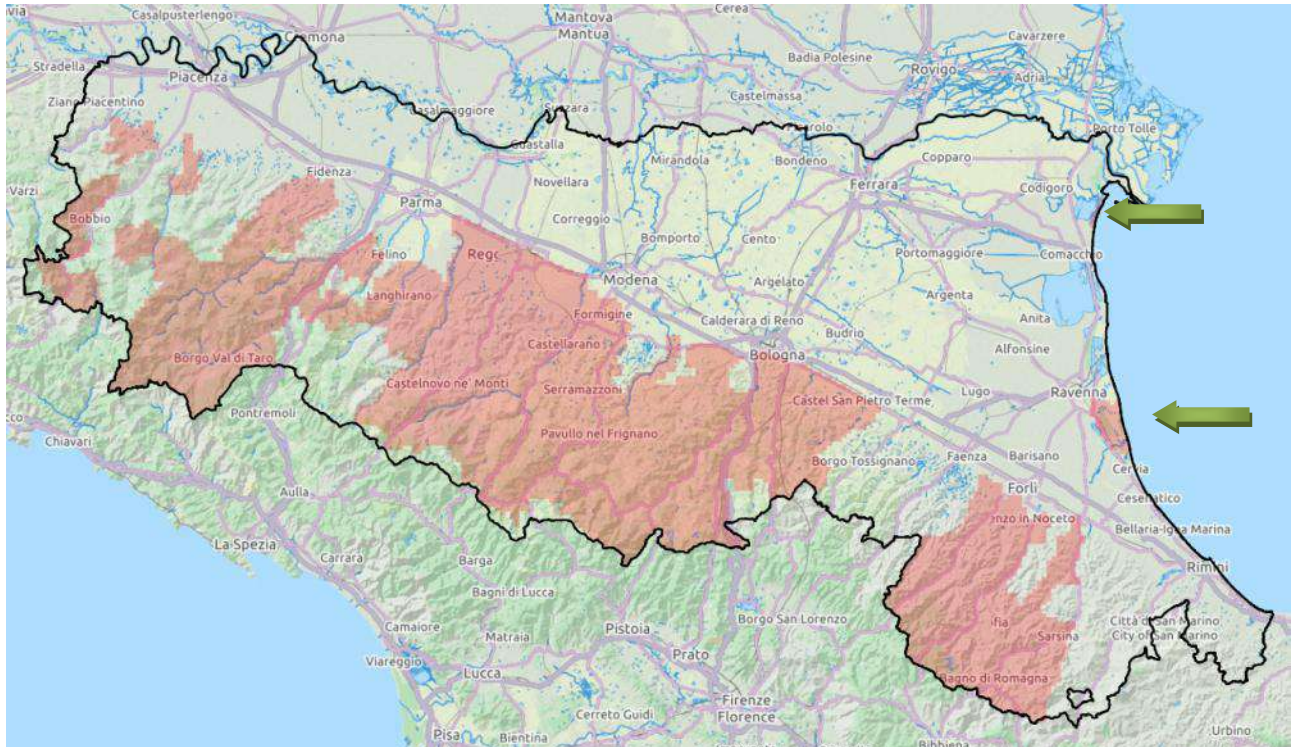 Casalpusterlengo
Cremona
Mantova
Mantua
Cerea
Cavarzere
Stradella
Piacenza
Badia Polesine
Rovigo
Adria
Ziano Piacentino
Castelmassa
Guastalla
Porto Tolle
Fidenza
Mirandola
Bondeno
Copparo
Varzi
Novellara
Ferrara
Codigoro
Bobbio
Parma
Correggio
Bomporto
Cento
Felino
Portomaggiore
Comacchio
Modena
Argelato
Langhirano
Argenta
Formigine
Anita
Calderara di Reno
Budrio
Castellarano
Alfonsine
Borgo Val di Taro
Bologna
Castelnovo ne' Monti
Serramazzoni
Lugo
Ravenna
Castel San Pietro Terme
Pontremoli
Pavullo nel Frignano
Chiavari
Borgo Tossignano
Faenza
Barisano
Cervia
Aulla
Forlì
Cesenatico
nzo in Noceto
Bellaria-Igea Marina
La Spezia
Carrara
Barga
Rimini
Bagni di Lucca
Camaiore
Matraia
Pistoia
Borgo San Lorenzo
Sarsina
Città di San Marino
City of San Marino
Viareggio
Lucca
Prato
Bagno di Romagna
Cerreto Guidi
Firenze
Florence
Urbino
Pisa
Bientina
Bibbiena